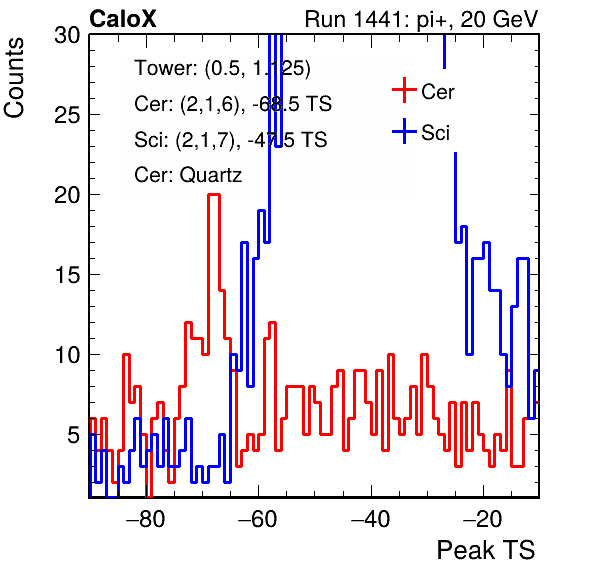 CaloX Run 1441: pi+, 20 GeV
Counts
30
Tower: (0.5, 1.125)
Cer: (2,1,6), -68.5 TS
Sci: (2,1,7), -47.5 TS
Cer: Quartz
Cer
Sci
25
20
15
10
5
−80 −60 −40 −20
Peak TS